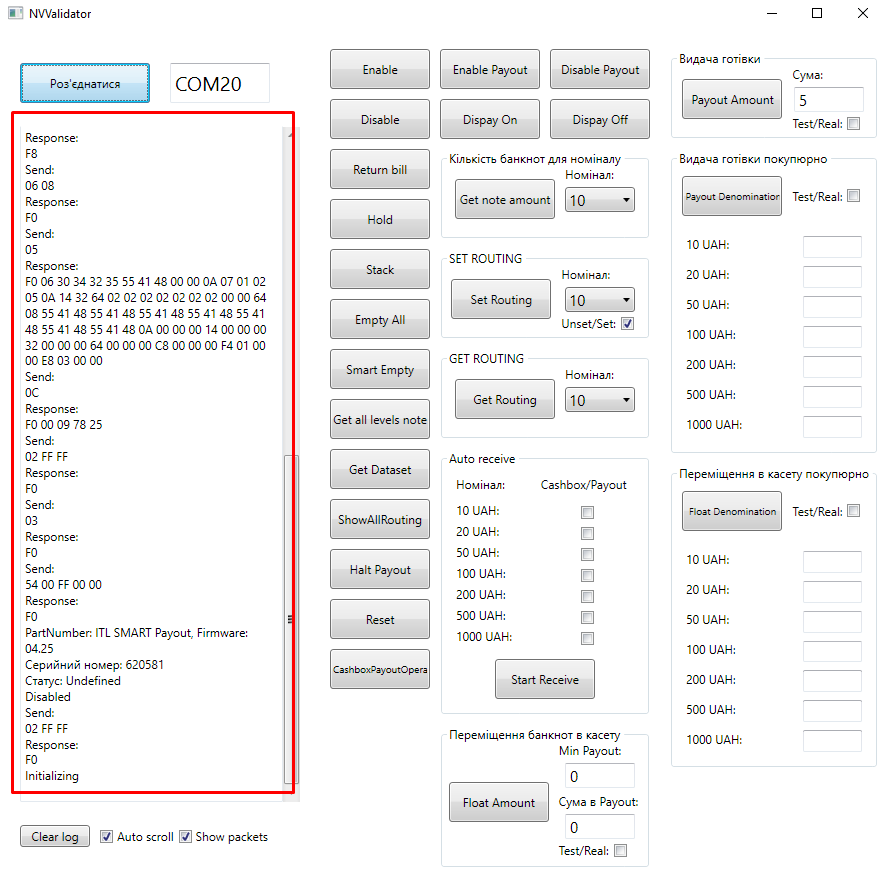 NVValidator
Роз'єднатися
COM20
Response:
F8
Send:
06 08
Response:
F0
Send:
05
Response:
F0 06 30 34 32 35 55 41 48 00 00 0A 07 01 02
05 0A 14 32 64 02 02 02 02 02 02 02 00 00 64
08 55 41 48 55 41 48 55 41 48 55 41 48 55 41
48 55 41 48 55 41 48 0A 00 00 00 14 00 00 00
32 00 00 00 64 00 00 00 C8 00 00 00 F4 01 00
00 E8 03 00 00
Send:
0C
Response:
F0 00 09 78 25
Send:
02 FF FF
Response:
F0
Send:
03
Response:
F0
Send:
54 00 FF 00 00
Response:
F0
PartNumber: ITL SMART Payout, Firmware:
04.25
Серийний номер: 620581
Статус: Undefined
Disabled
Send:
02 FF FF
Response:
F0
Initializing
Clear log
Auto scroll
Show packets
Enable
Disable
Return bill
Hold
Stack
Empty All
Smart Empty
Get all levels note
Get Dataset
ShowAllRouting
Halt Payout
Reset
CashboxPayoutOpera
Enable Payout
Disable Payout
Dispay On
Dispay Off
Кількість банкнот для номіналу
Номінал:
Get note amount
10
SET ROUTING
Номінал:
Set Routing
10
Unset/Set:
GET ROUTING
Номінал:
Get Routing
10
Auto receive
Номінал:
Cashbox/Payout
10 UAH:
20 UAH:
50 UAH:
100 UAH:
200 UAH:
500 UAH:
1000 UAH:
Start Receive
Переміщення банкнот в касету
Min Payout:
0
Float Amount
Сума в Payout:
0
Test/Real:
Видача готівки
Сума:
Payout Amount
5
Test/Real:
Видача готівки покупюрно
Payout Denomination
Test/Real:
10 UAH:
20 UAH:
50 UAH:
100 UAH:
200 UAH:
500 UAH:
1000 UAH:
Переміщення в касету покупюрно
Float Denomination
Test/Real:
10 UAH:
20 UAH:
50 UAH:
100 UAH:
200 UAH:
500 UAH:
1000 UAH: